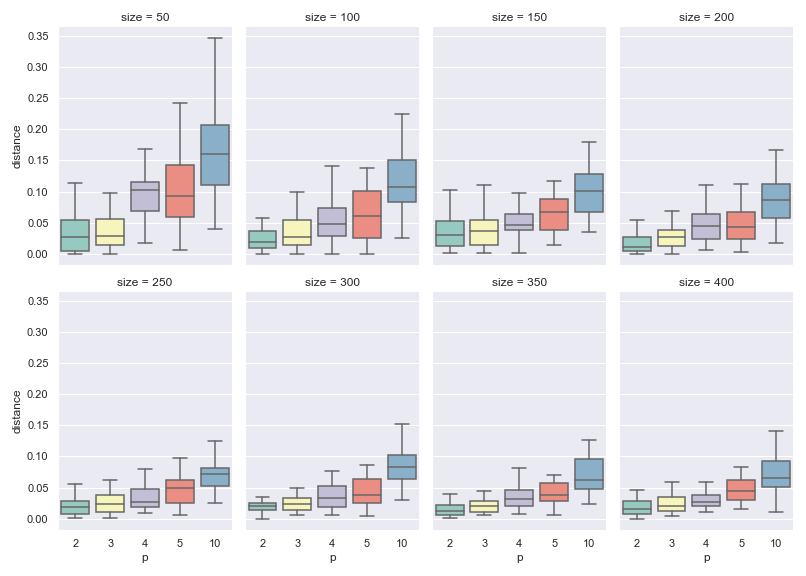 size = 50
size = 100
size = 150
size = 200
0.35
0.30
0.25
0.20
0.15
0.10
0.05
0.00
distance
size = 250
size = 300
size = 350
size = 400
0.35
0.30
0.25
0.20
0.15
0.10
0.05
0.00
distance
2 3 4 5 10
2 3 4 5 10
2 3 4 5 10
2 3 4 5 10
p
p
p
p